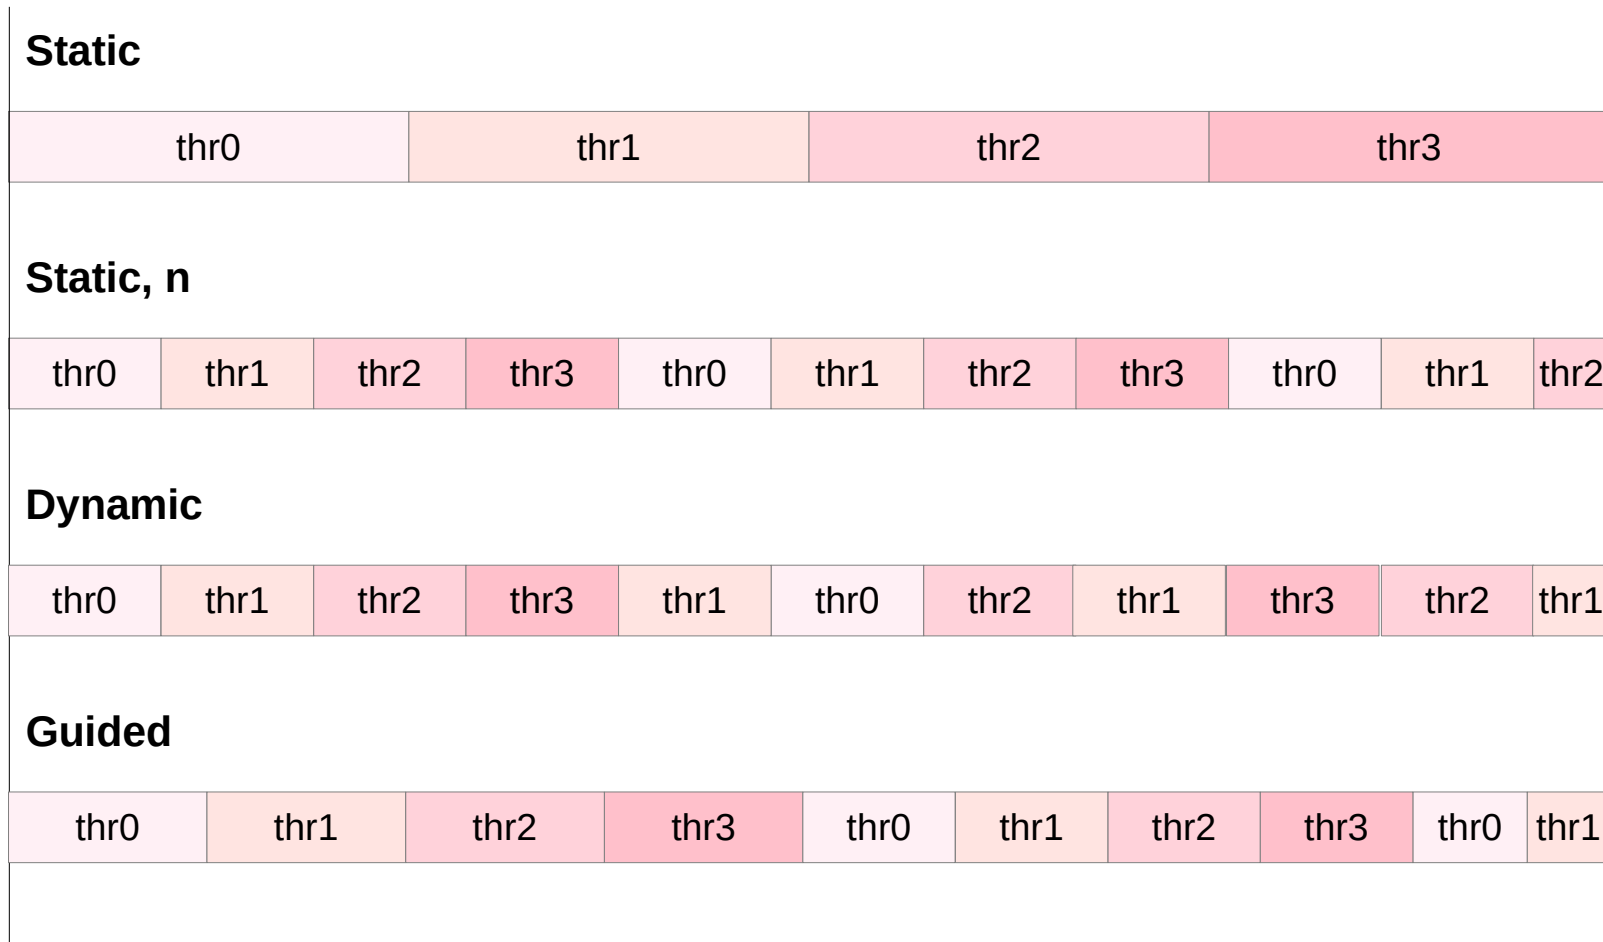 Static
thr0 thr1 thr2 thr3
Static, n
thr0 thr1 thr2 thr3 thr0 thr1 thr2 thr3 thr0 thr1 thr2
Dynamic
thr0 thr1 thr2 thr3 thr1 thr0 thr2 thr1 thr3 thr2 thr1
Guided
thr0 thr1 thr2 thr3 thr0 thr1 thr2 thr3 thr0 thr1